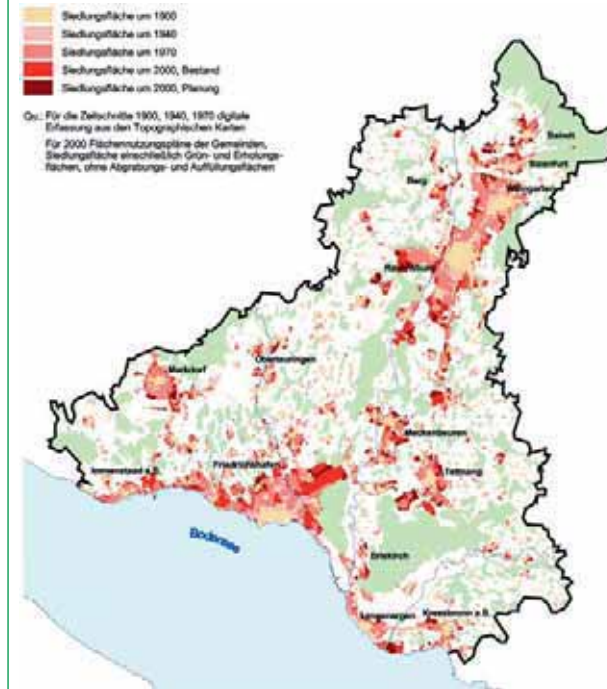 Siedlungsfläche um 1900
Siedlungsfläche um 1940
Siedlungsfläche um 1970
Siedlungsfläche um 2000, Bestand
Siedlungsfläche um 2000, Planung
Qu.: Für die Zeitschnitte 1900, 1940, 1970 digitale
Erfassung aus den Topographischen Karten
Für 2000 Flächennutzungspläne der Gemeinden,
Siedlungsfläche einschließlich Grün- und Erholungs-
flächen, ohne Abgrabungs- und Auffüllungsflächen
Baindt
Baienfurt
Berg
Weingarten
Ravensburg
Oberteuringen
Markdorf
Meckenbeuren
Immenstaad a.B.
Friedrichshafen
Tettnang
Bodensee
Eriskirch
Langenargen
Kressbronn a.B.